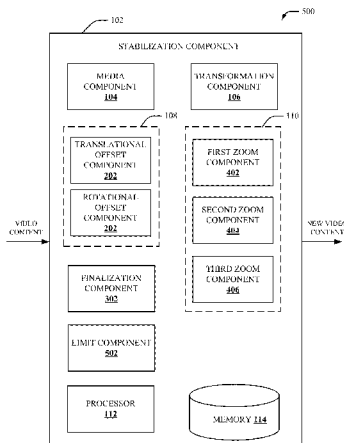 500
102
STABILIZATION COMPONENT
MEDIA
COMPONENT
104
TRANSFORMATION
COMPONENT
106
108
110
TRANSLATIONAL
OFFSET
COMPONENT
202
ROTATIONAL
OFFSET
COMPONENT
202
FIRST ZOOM
COMPONENT
402
SECOND ZOOM
COMPONENT
404
THIRD ZOOM
COMPONENT
406
VIDEO
CONTENT
NEW VIDEO
CONTENT
FINALIZATION
COMPONENT
302
LIMIT COMPONENT
502
PROCESSOR
112
MEMORY 114